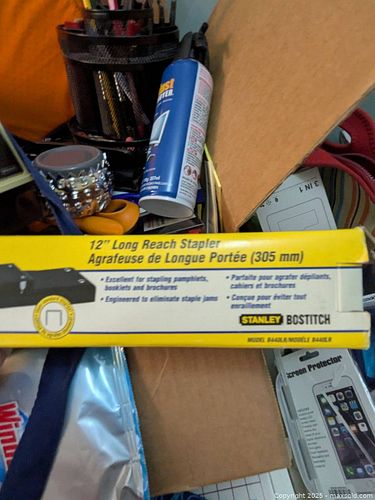 12" Long Reach Stapler
Agrafeuse de Longue Portée (305 mm)
• Excellent for stapling pamphlets,
booklets and brochures
• Engineered to eliminate staple jams
• Parfaite pour agrafer dépliants,
cahiers et brochures
• Conçue pour éviter tout
enraillement
STANLEY BOSTITCH
MODEL B440LR/MODÈLE B440LR
3 IN 1
Screen Protector
Copyright 2025 - maxsold.com